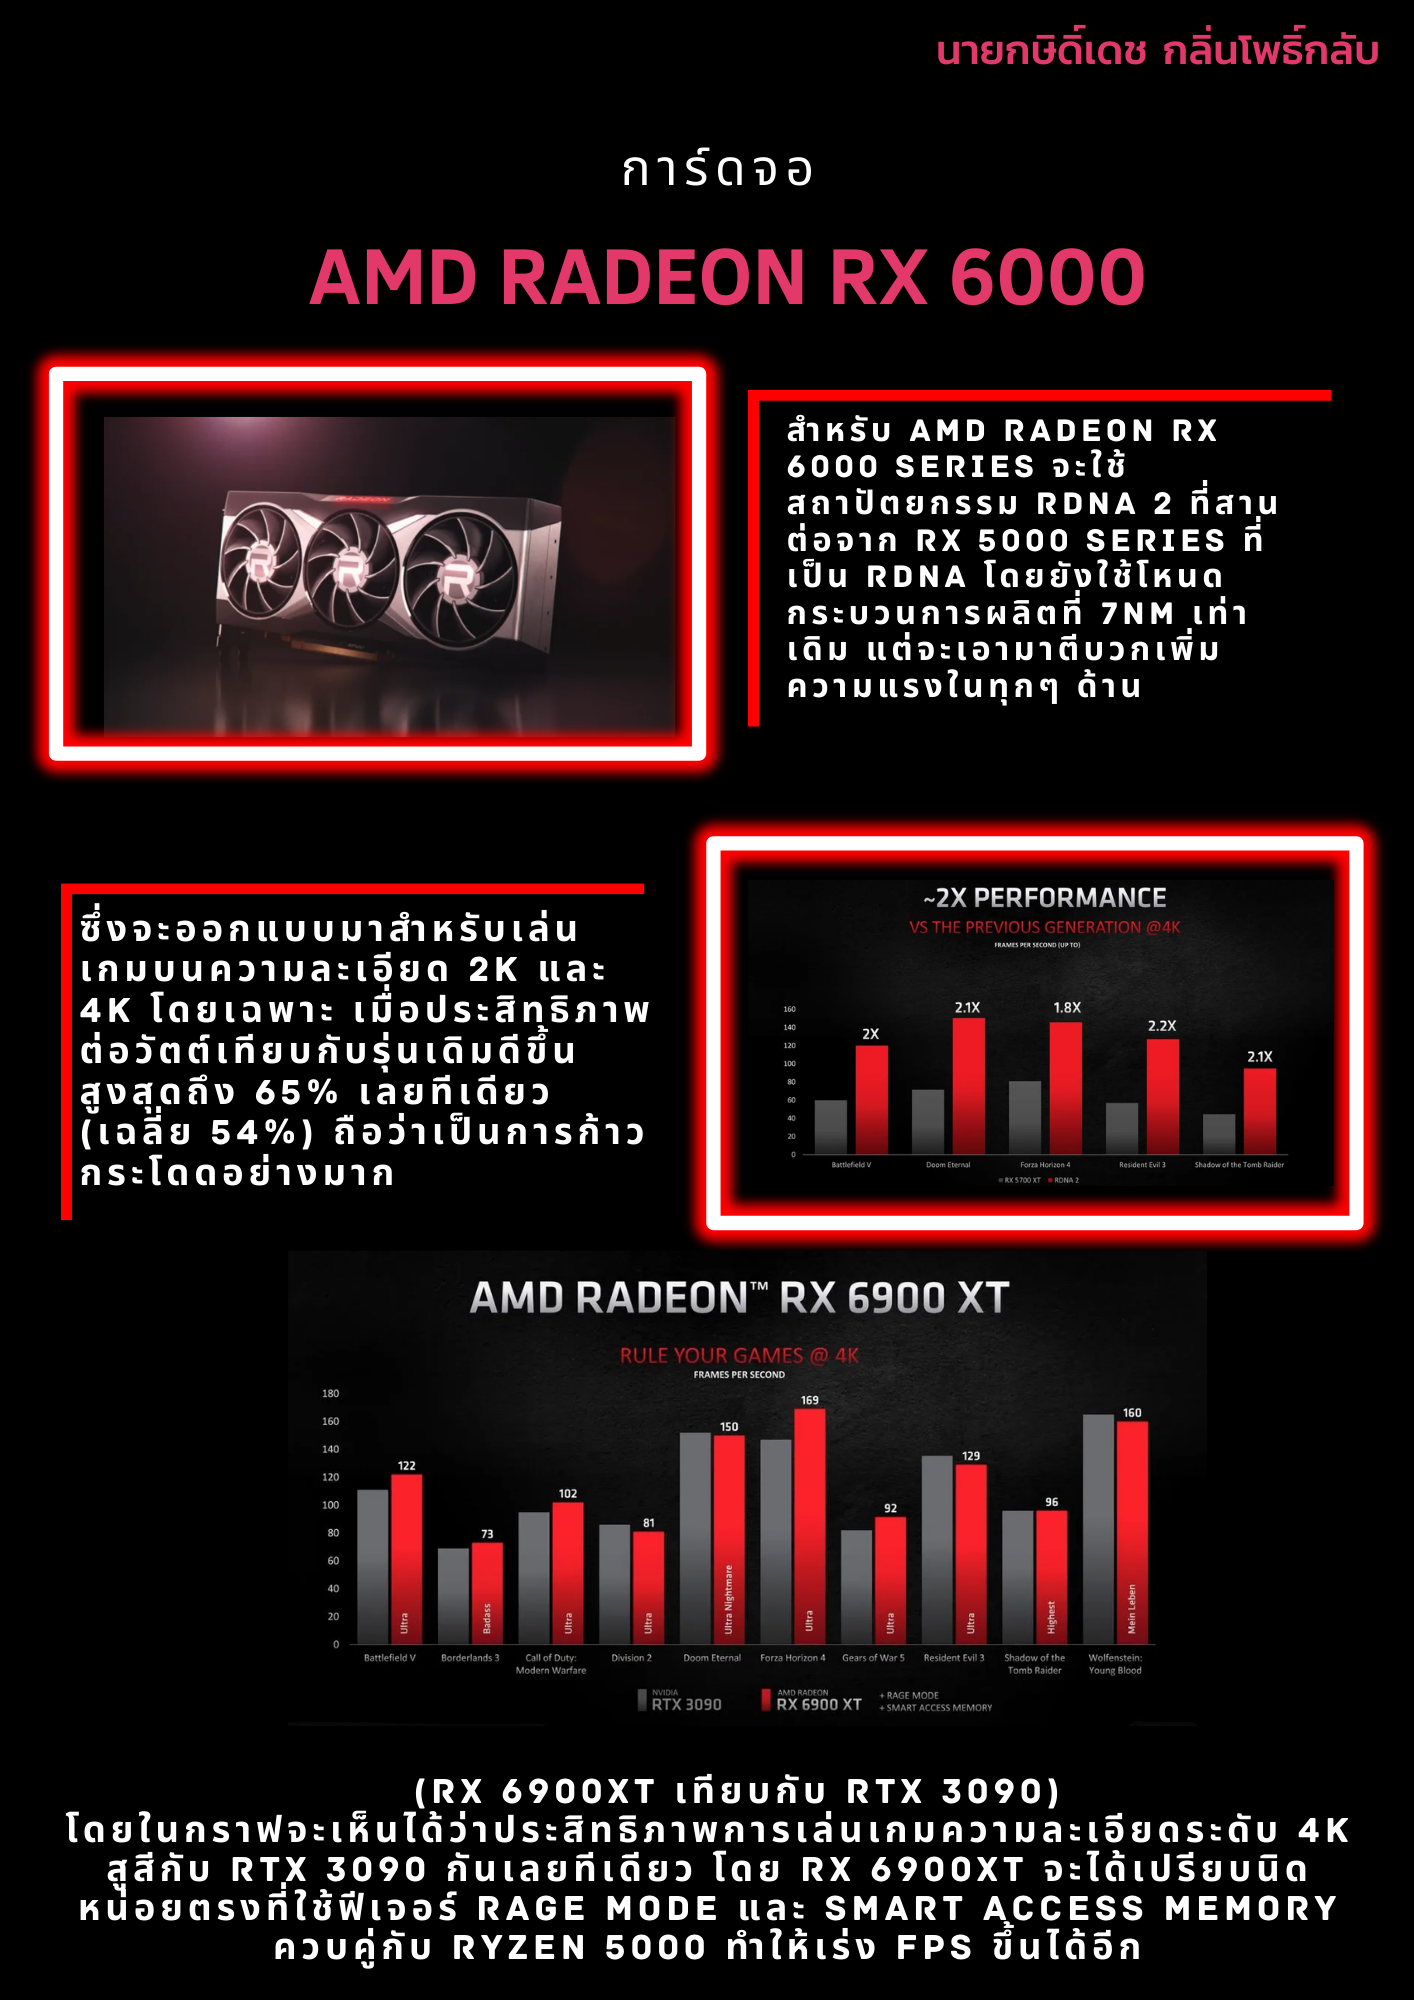 นายกษิดิ์เดช กลิ่นโพธิ์กลับ
การ์ดจอ
AMD RADEON RX 6000
RADEON
สำหรับ AMD RADEON RX
6000 SERIES จะใช้
สถาปัตยกรรม RDNA 2 ที่สาน
ต่อจาก RX 5000 SERIES ที่
เป็น RDNA โดยยังใช้โหนด
กระบวนการผลิตที่ 7NM เท่า
เดิม แต่จะเอามาตีบวกเพิ่ม
ความแรงในทุกๆ ด้าน
ซึ่งจะออกแบบมาสำหรับเล่น
เกมบนความละเอียด 2K และ
4K โดยเฉพาะ เมื่อประสิทธิภาพ
ต่อวัตต์เทียบกับรุ่นเดิมดีขึ้น
สูงสุดถึง 65% เลยทีเดียว
(เฉลี่ย 54%) ถือว่าเป็นการก้าว
กระโดดอย่างมาก
~2X PERFORMANCE
VS THE PREVIOUS GENERATION @4K
FRAMES PER SECOND (UP TO)
160
140
120
100
80
60
40
20
0
2X
2.1X
1.8X
2.2X
2.1X
Battlefield V
Doom Eternal
Forza Horizon 4
Resident Evil 3
Shadow of the Tomb Raider
RX 5700 XT
RDNA 2
AMD RADEON™ RX 6900 XT
RULE YOUR GAMES @ 4K
FRAMES PER SECOND
180
160
140
120
100
80
60
40
20
0
122
73
102
81
150
169
92
129
96
160
Ultra
Badass
Ultra
Ultra
Ultra Nightmare
Ultra
Ultra
Ultra
Highest
Mein Leben
Battlefield V
Borderlands 3
Call of Duty:
Modern Warfare
Division 2
Doom Eternal
Forza Horizon 4
Gears of War 5
Resident Evil 3
Shadow of the
Tomb Raider
Wolfenstein:
Young Blood
NVIDIA
RTX 3090
AMD RADEON
RX 6900 XT
+ RAGE MODE
+ SMART ACCESS MEMORY
(RX 6900XT เทียบกับ RTX 3090)
โดยในกราฟจะเห็นได้ว่าประสิทธิภาพการเล่นเกมความละเอียดระดับ 4K
สูสีกับ RTX 3090 กันเลยทีเดียว โดย RX 6900XT จะได้เปรียบนิด
หน่อยตรงที่ใช้ฟีเจอร์ RAGE MODE และ SMART ACCESS MEMORY
ควบคู่กับ RYZEN 5000 ทำให้เร่ง FPS ขึ้นได้อีก